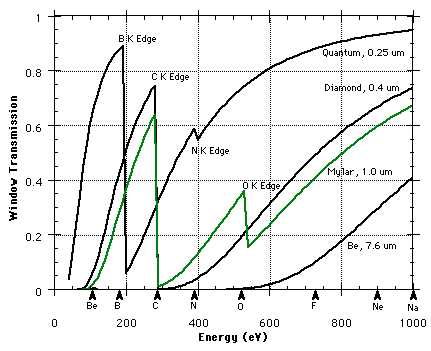 1
0.8
0.6
0.4
0.2
0
Window Transmission
B K Edge
C K Edge
N K Edge
O K Edge
Quantum, 0.25 um
Diamond, 0.4 um
Mylar, 1.0 um
Be, 7.6 um
Be B C N O F Ne Na
0 200 400 600 800 1000
Energy (eV)